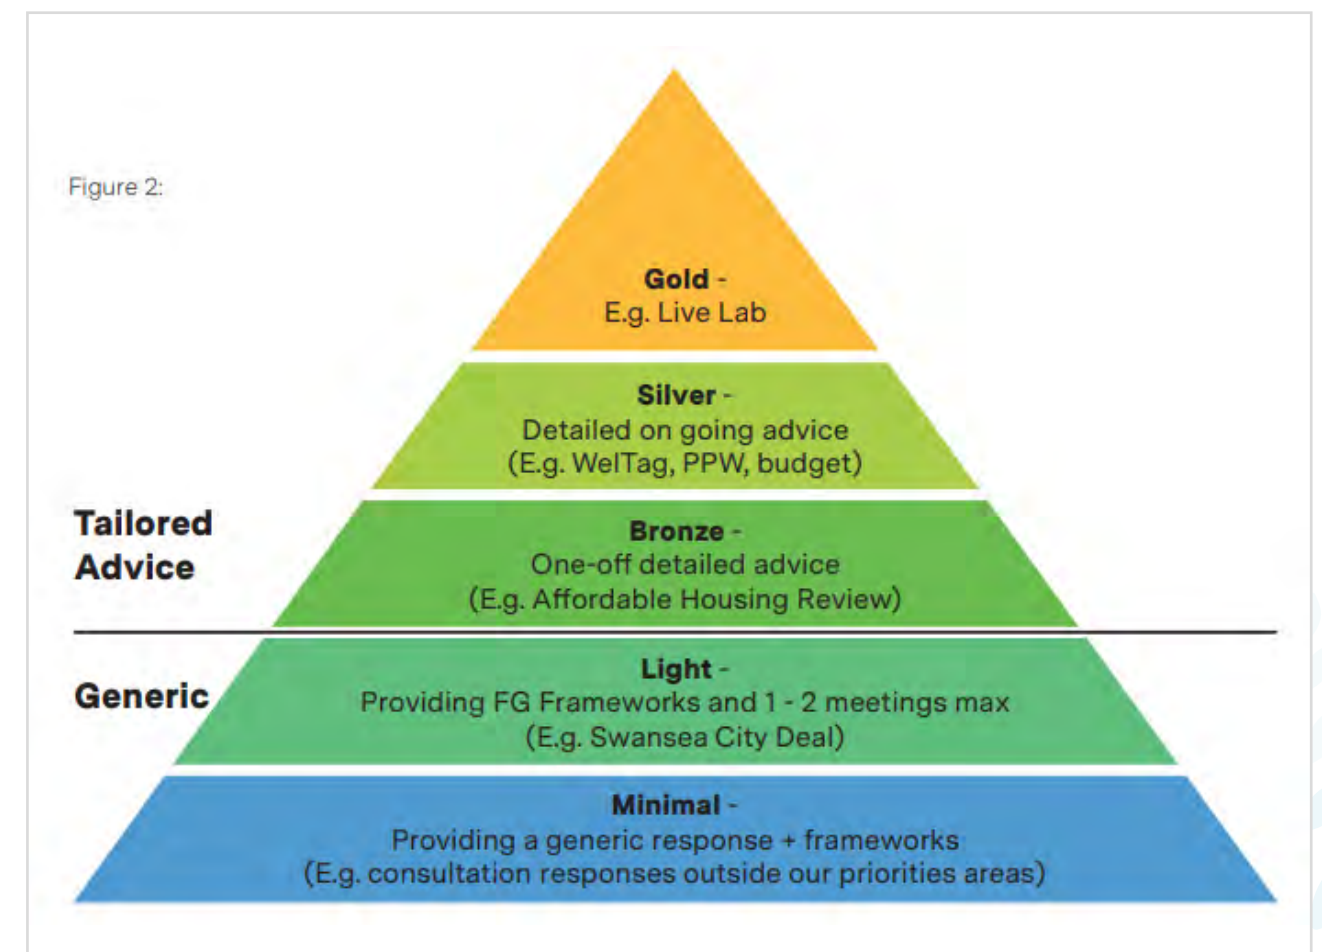 Figure 2:
Gold -
E.g. Live Lab
Silver -
Detailed on going advice
(E.g. WelTag, PPW, budget)
Tailored
Advice
Bronze -
One-off detailed advice
(E.g. Affordable Housing Review)
Generic
Light -
Providing FG Frameworks and 1 - 2 meetings max
(E.g. Swansea City Deal)
Minimal -
Providing a generic response + frameworks
(E.g. consultation responses outside our priorities areas)